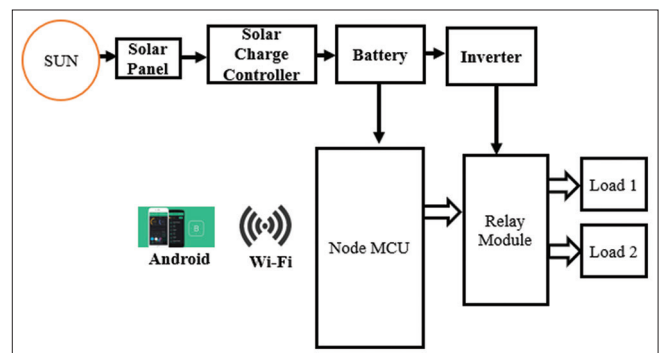 SUN
Solar
Panel
Solar
Charge
Controller
Battery
Inverter
Android
Wi-Fi
Node MCU
Relay
Module
Load 1
Load 2
B